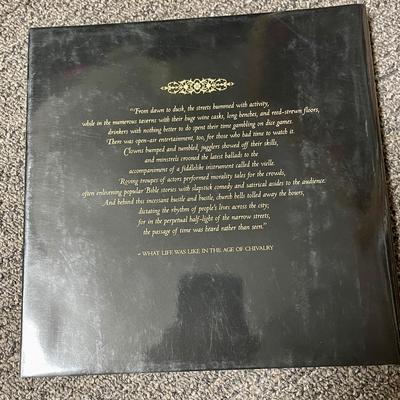 "From dawn to dusk, the streets hummed with activity,
while in the numerous taverns with their huge wine casks, long benches, and reed-strewn floors,
drinkers with nothing better to do spent their time gambling on dice games.
There was open-air entertainment, too, for those who had time to watch it.
Clowns bumped and tumbled, jugglers showed off their skills,
and minstrels crooned the latest ballads to the
accompaniment of a fiddlelike instrument called the vielle.
Roving troupes of actors performed morality tales for the crowds,
often enlivening popular Bible stories with slapstick comedy and satirical asides to the audience.
And behind this incessant hustle and bustle, church bells tolled away the hours,
dictating the rhythm of people's lives across the city;
for in the perpetual half-light of the narrow streets,
the passage of time was heard rather than seen."
~ WHAT LIFE WAS LIKE IN THE AGE OF CHIVALRY